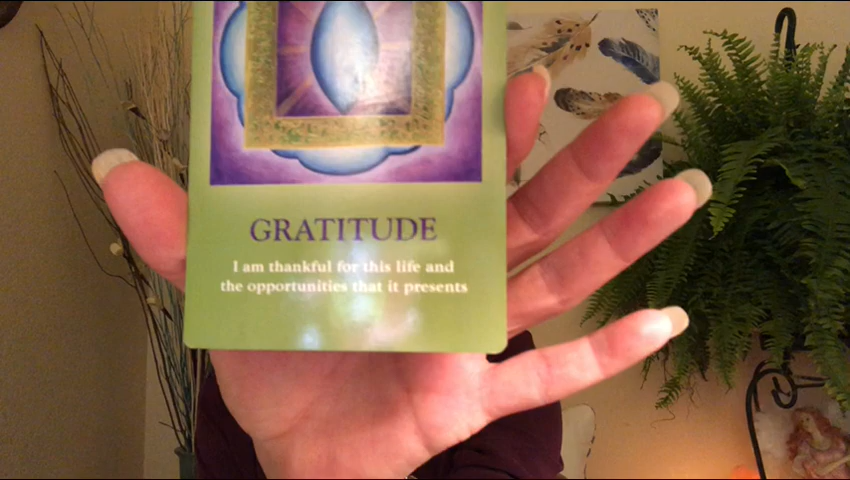 GRATITUDE
I am thankful for this life and
the opportunities that it presents